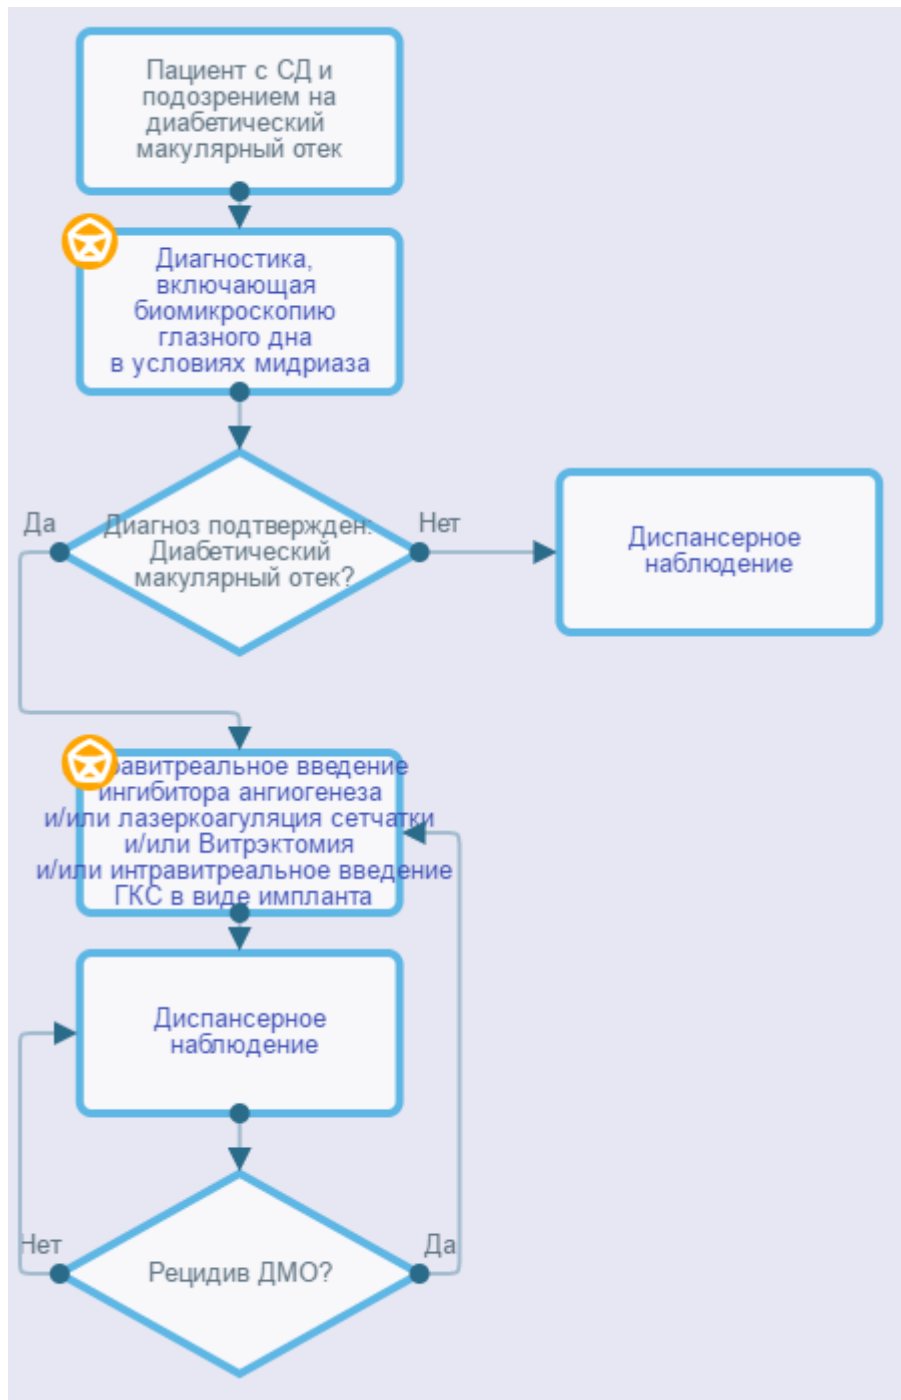 Пациент с СД и
подозрением на
диабетический
макулярный отек
Диагностика,
включающая
биомикроскопию
глазного дна
в условиях мидриаза
Да
Диагноз подтвержден:
Диабетический
макулярный отек?
Нет
Диспансерное
наблюдение
введение
ингибитора ангиогенеза
и/или лазеркоагуляция сетчатки
и/или Витрэктомия
и/или интравитреальное введение
ГКС в виде импланта
Диспансерное
наблюдение
Нет
Рецидив ДМО?
Да